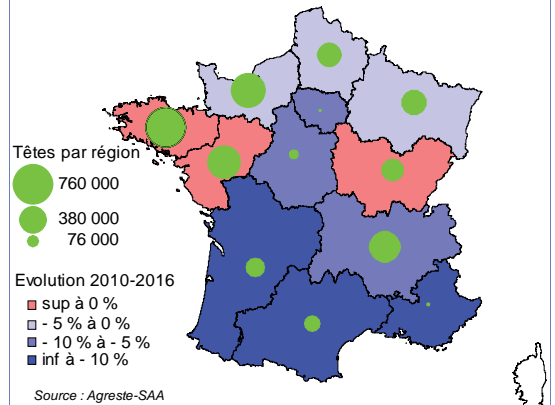 Têtes par région
760 000
380 000
76 000
Evolution 2010-2016
sup à 0 %
- 5 % à 0 %
- 10 % à - 5 %
inf à - 10 %
Source : Agreste-SAA